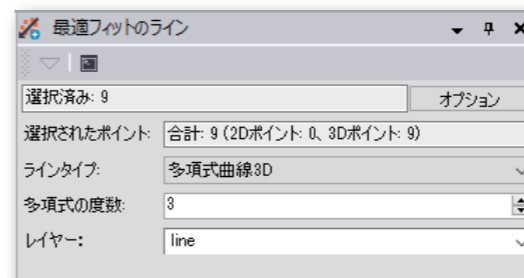 最適フィットのライン
選択済み: 9
オプション
選択されたポイント: 合計: 9 (2Dポイント: 0、3Dポイント: 9)
ラインタイプ: 多項式曲線3D
多項式の度数: 3
レイヤー: line